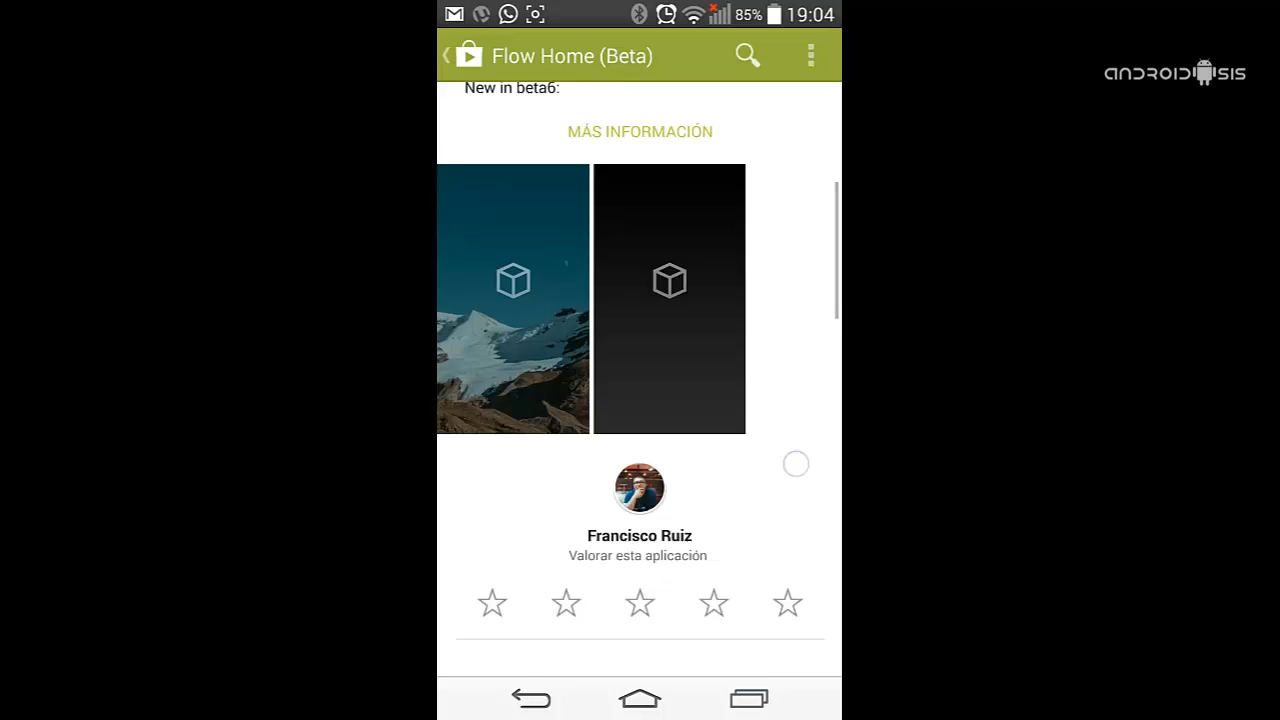 85% 19:04
Flow Home (Beta)
ANDROIDSIS
New in beta6:
MÁS INFORMACIÓN
Francisco Ruiz
Valorar esta aplicación